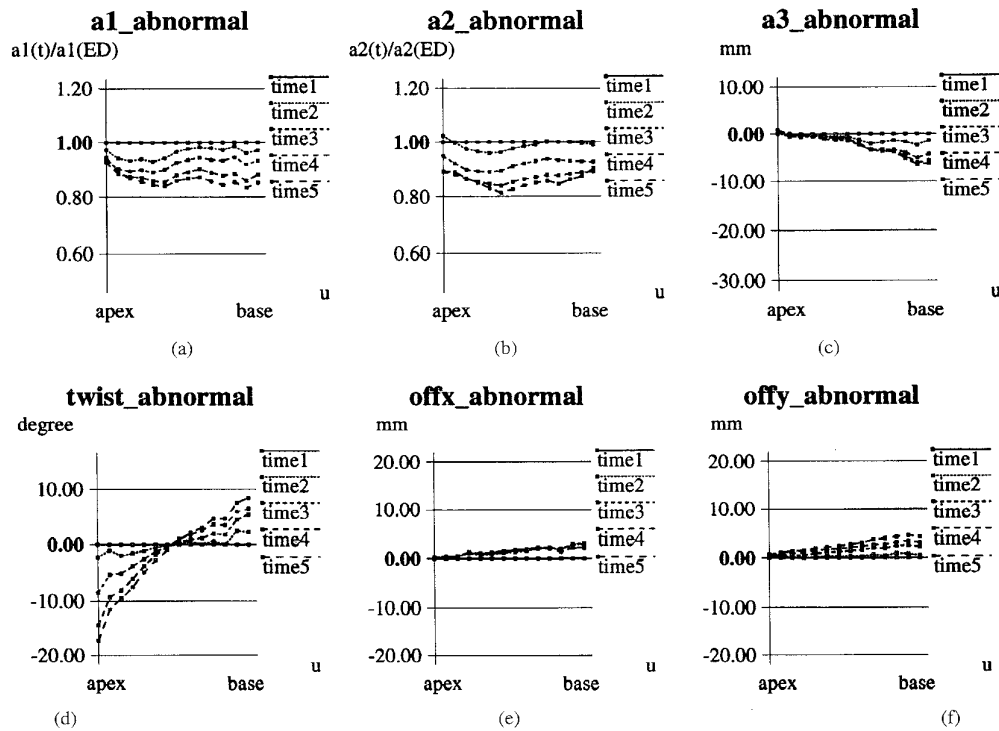 a1_abnormal
a1(t)/a1(ED)
1.20
1.00
0.80
0.60
time1
time2
time3
time4
time5
u
apex
base
(a)
a2_abnormal
a2(t)/a2(ED)
1.20
1.00
0.80
0.60
time1
time2
time3
time4
time5
u
apex
base
(b)
a3_abnormal
mm
10.00
0.00
-10.00
-20.00
-30.00
time1
time2
time3
time4
time5
u
apex
base
(c)
twist_abnormal
degree
10.00
0.00
-10.00
-20.00
time1
time2
time3
time4
time5
u
apex
base
(d)
offx_abnormal
mm
20.00
10.00
0.00
-10.00
-20.00
time1
time2
time3
time4
time5
u
apex
base
(e)
offy_abnormal
mm
20.00
10.00
0.00
-10.00
-20.00
time1
time2
time3
time4
time5
u
apex
base
(f)